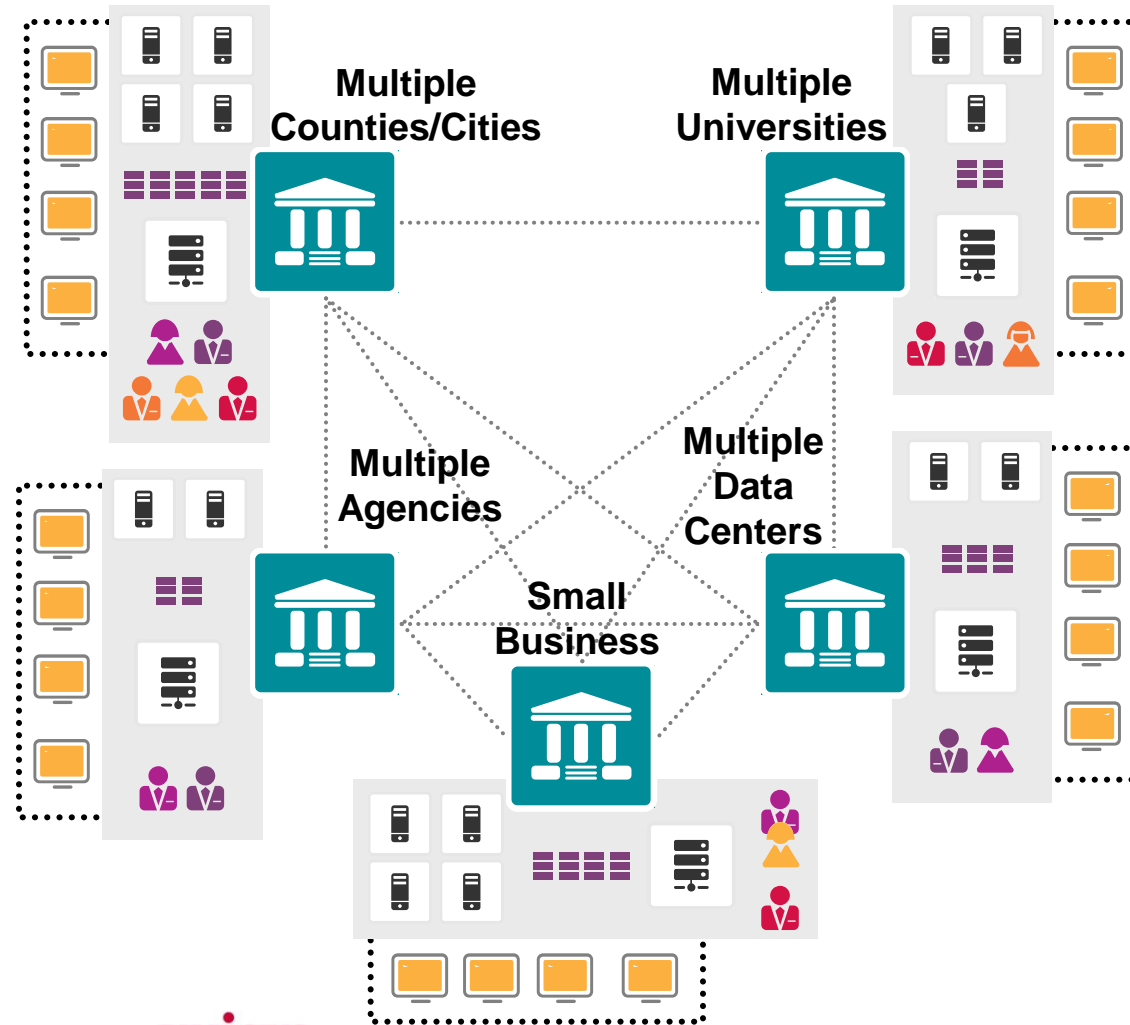 Multiple
Counties/Cities
Multiple
Universities
Multiple
Agencies
Multiple
Data
Centers
Small
Business